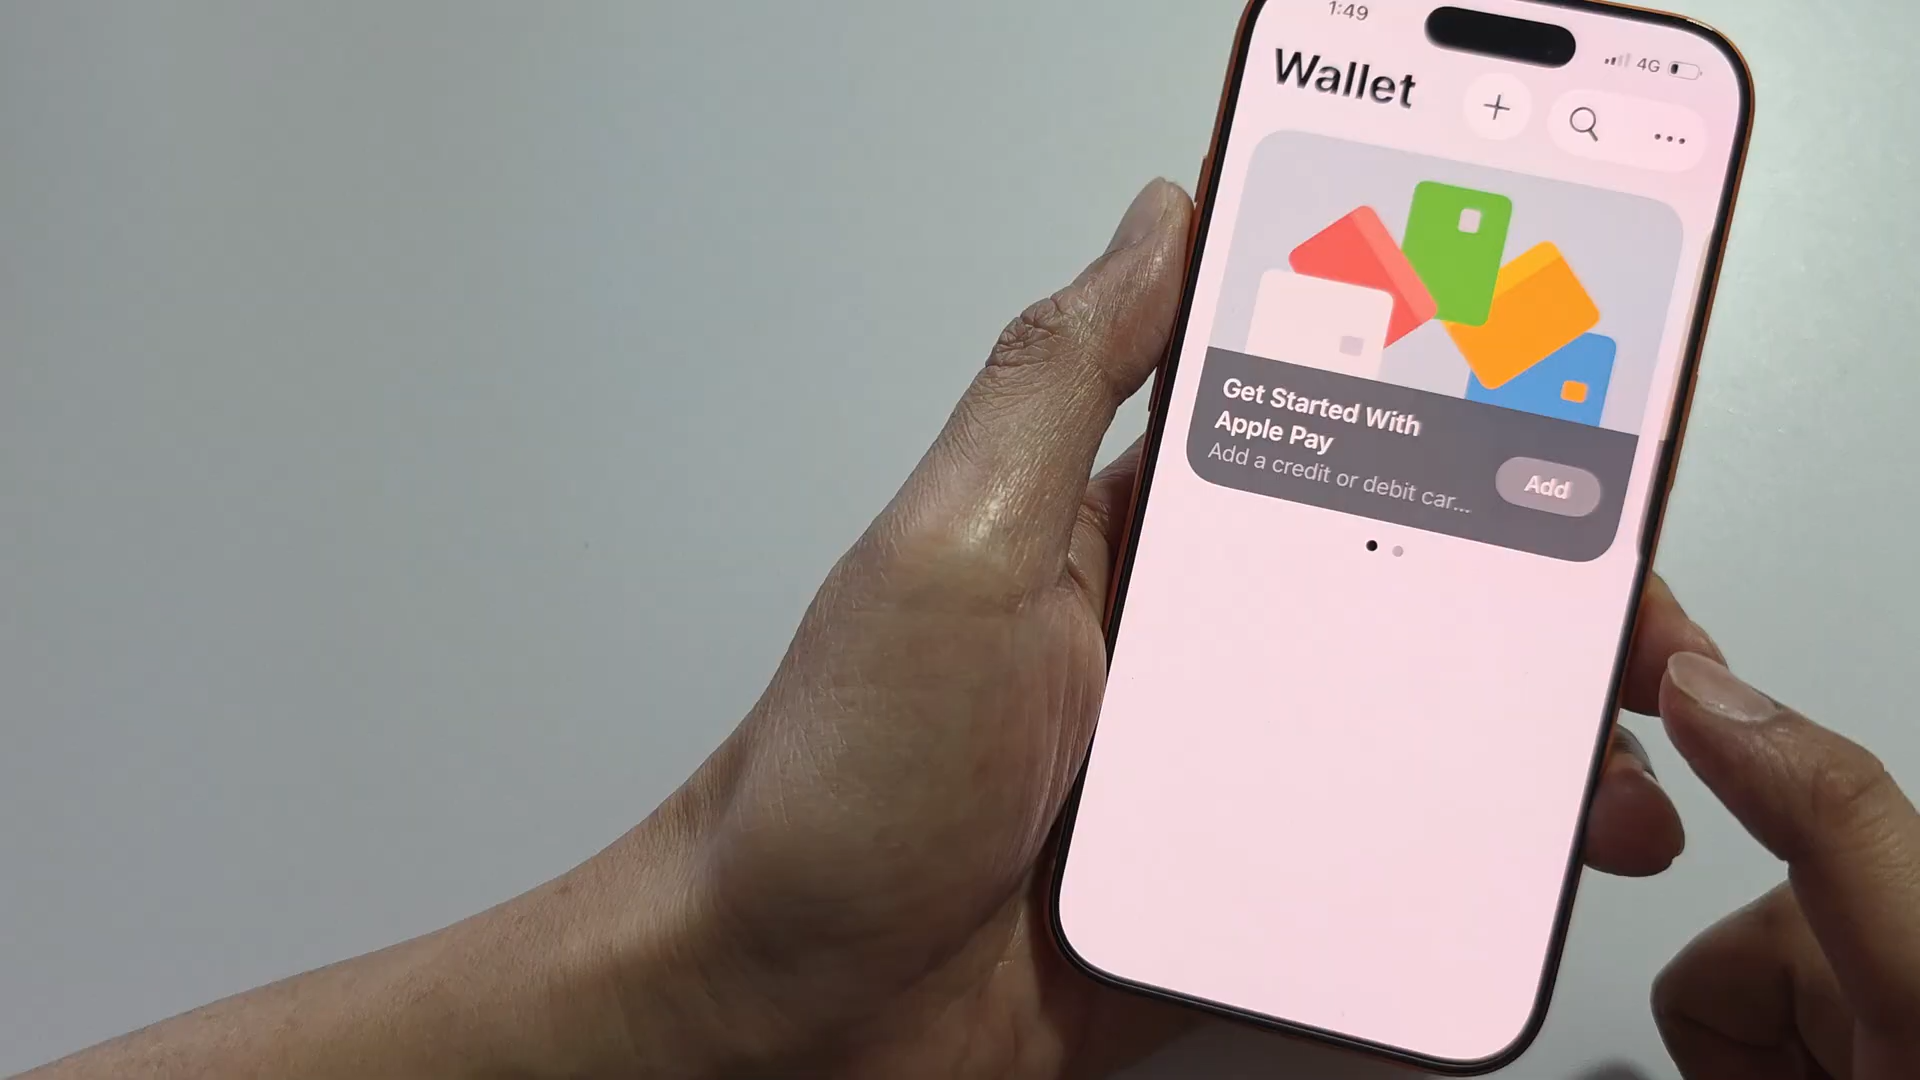 1:49
4G
Wallet
Get Started With
Apple Pay
Add a credit or debit car...
Add